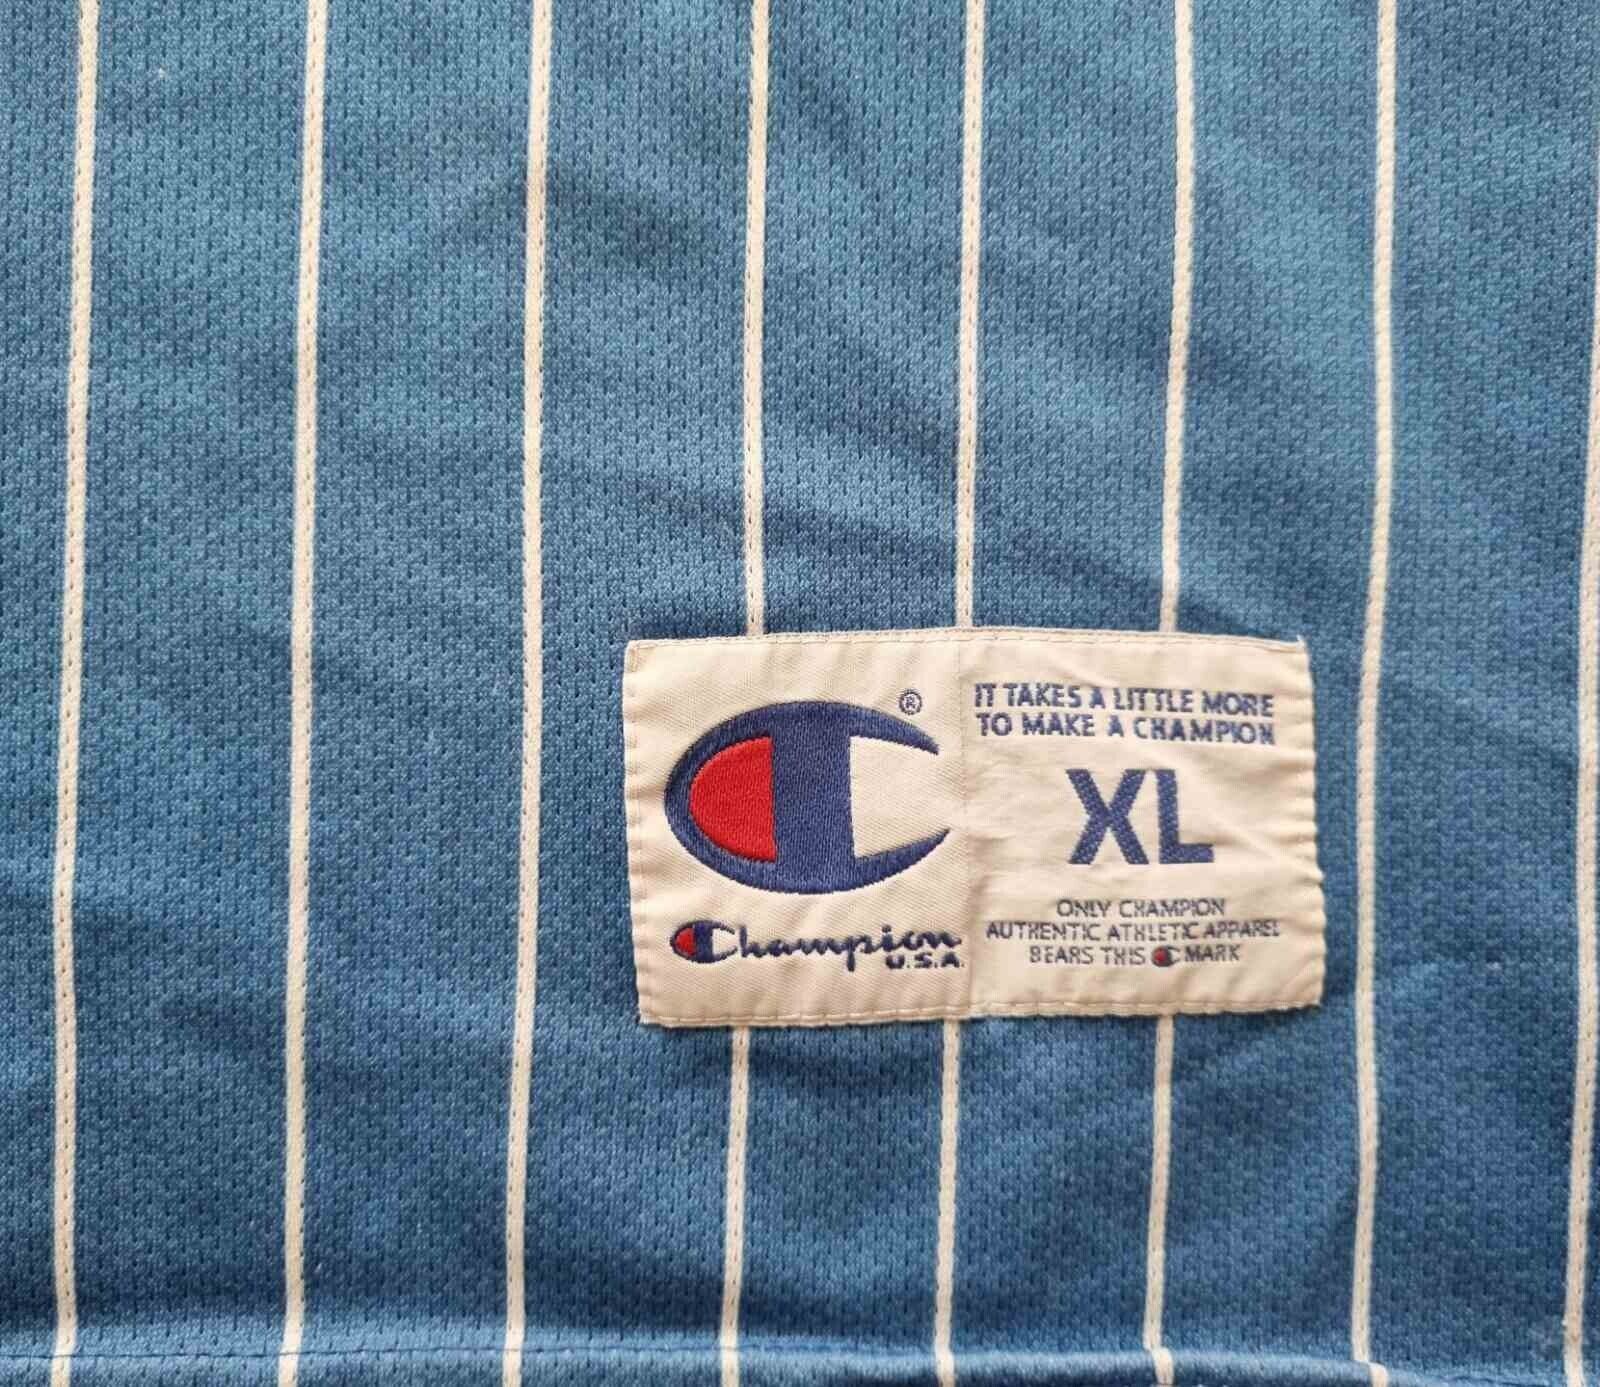 ®
Champion
U.S.A.
IT TAKES A LITTLE MORE
TO MAKE A CHAMPION
XL
ONLY CHAMPION
AUTHENTIC ATHLETIC APPAREL
BEARS THIS C MARK